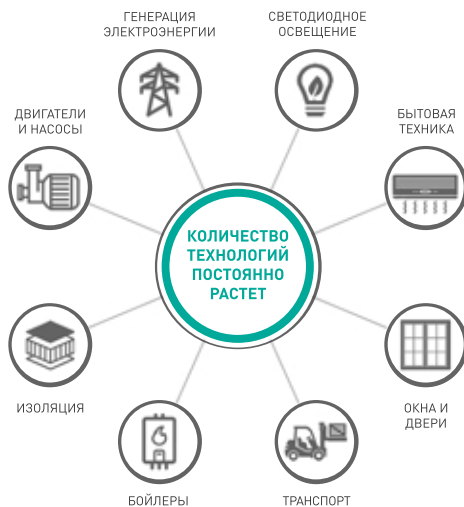 ГЕНЕРАЦИЯ
ЭЛЕКТРОЭНЕРГИИ
СВЕТОДИОДНОЕ
ОСВЕЩЕНИЕ
ДВИГАТЕЛИ
И НАСОСЫ
БЫТОВАЯ
ТЕХНИКА
КОЛИЧЕСТВО
ТЕХНОЛОГИЙ
ПОСТОЯННО
РАСТЕТ
ИЗОЛЯЦИЯ
ОКНА И
ДВЕРИ
БОЙЛЕРЫ
ТРАНСПОРТ